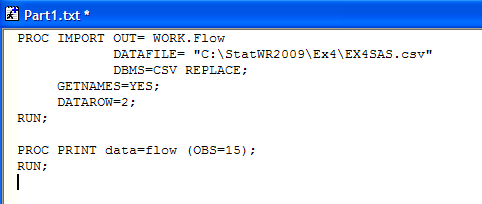 Part1.txt *
PROC IMPORT OUT= WORK.Flow
DATAFILE= "C:\StatWR2009\Ex4\EX4SAS.csv"
DBMS=CSV REPLACE;
GETNAMES=YES;
DATAROW=2;
RUN;
PROC PRINT data=flow (OBS=15);
RUN;